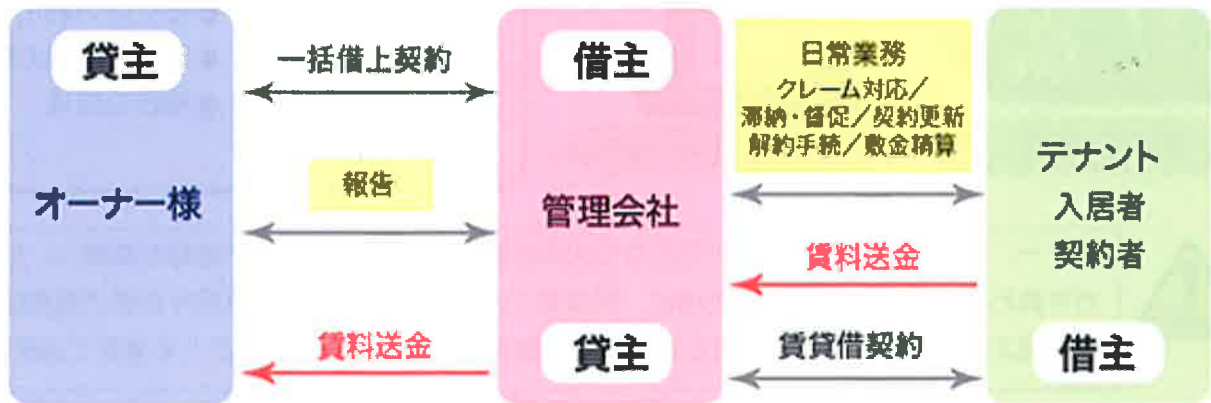 貸主
オーナー様
一括借上契約
報告
賃料送金
借主
管理会社
貸主
日常業務
クレーム対応/
滞納・督促/契約更新
解約手続/敷金精算
賃料送金
賃貸借契約
テナント
入居者
契約者
借主